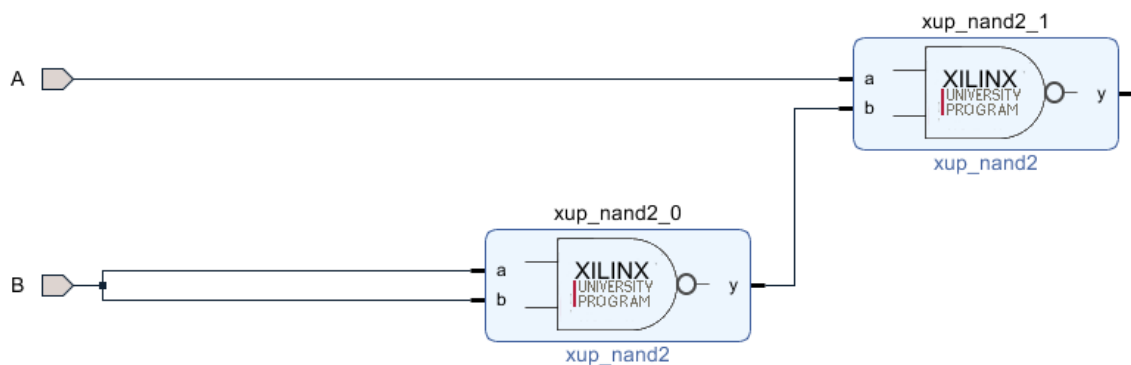 xup_nand2_1
A
a
b
XILINX
UNIVERSITY
PROGRAM
y
xup_nand2
xup_nand2_0
B
a
b
XILINX
UNIVERSITY
PROGRAM
y
xup_nand2